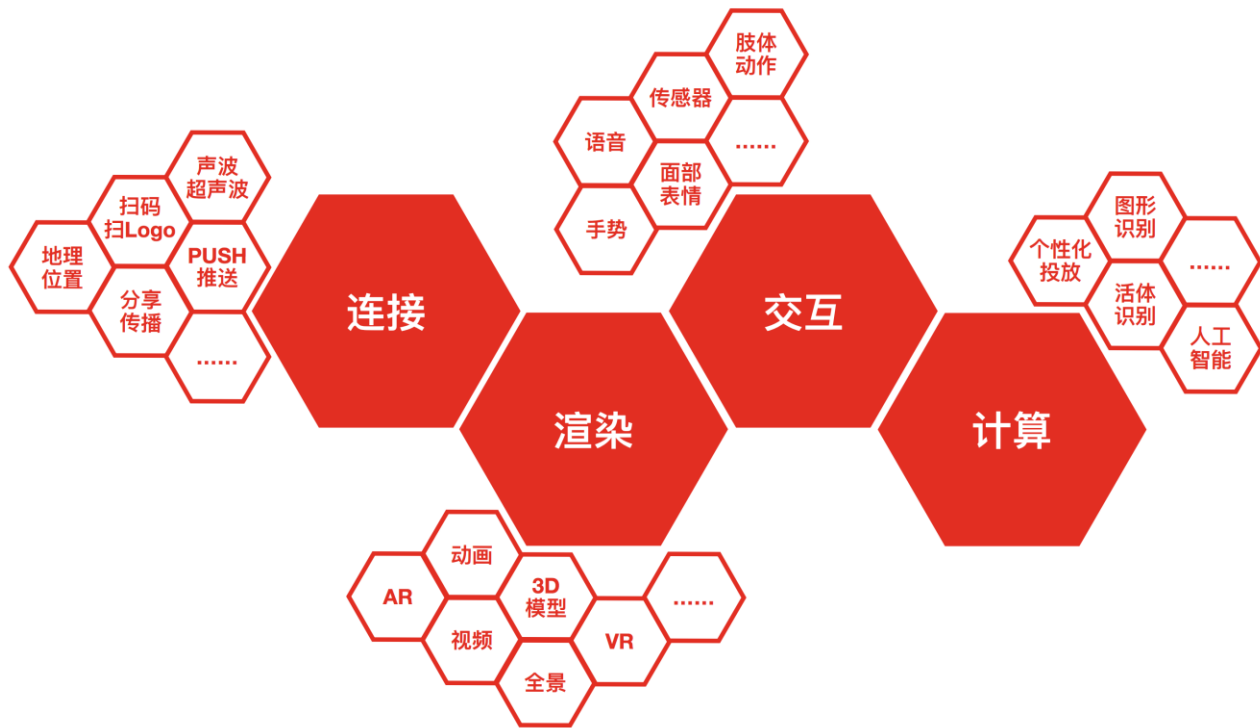 肢体
动作
传感器
语音
……
面部
表情
手势
声波
超声波
扫码
扫Logo
地理
位置
PUSH
推送
分享
传播
……
图形
识别
个性化
投放
……
活体
识别
人工
智能
连接
交互
渲染
计算
动画
AR
3D
模型
……
视频
VR
全景